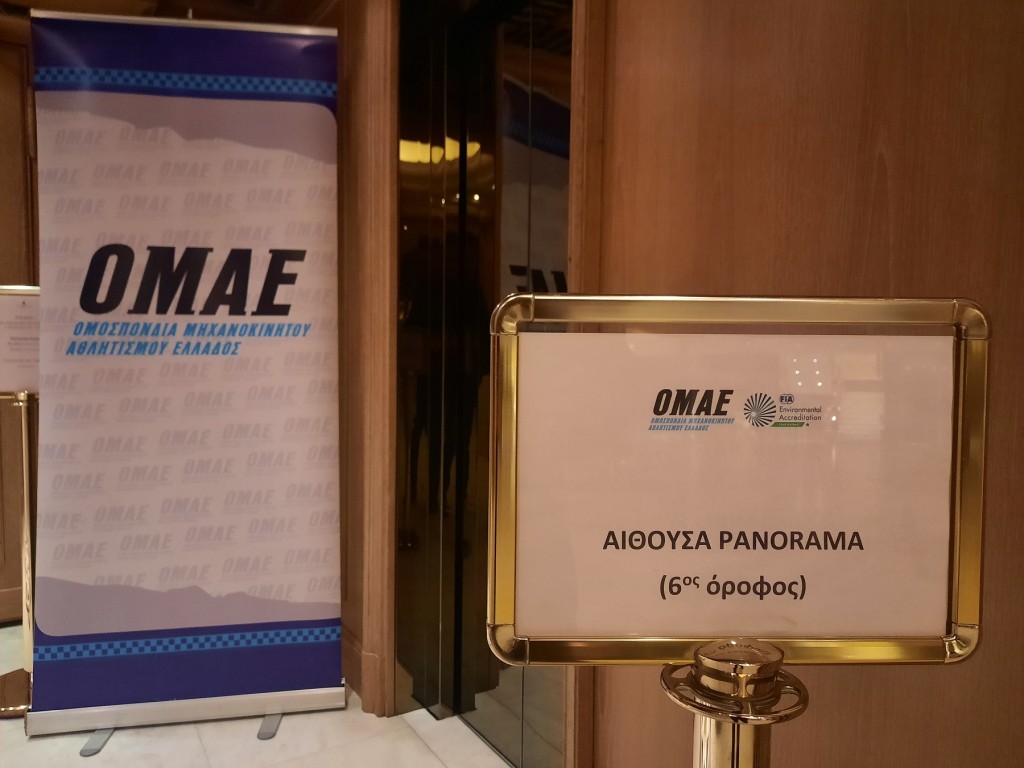 ΟΜΑΕ
ΟΜΟΣΠΟΝΔΙΑ ΜΗΧΑΝΟΚΙΝΗΤΟΥ
ΑΘΛΗΤΙΣΜΟΥ ΕΛΛΑΔΟΣ
ΟΜΑΕ
ΟΜΟΣΠΟΝΔΙΑ ΜΗΧΑΝΟΚΙΝΗΤΟΥ
ΑΘΛΗΤΙΣΜΟΥ ΕΛΛΑΔΟΣ
FIA
Environmental
Accreditation
ΑΙΘΟΥΣΑ PANORAMA
(6ος όροφος)